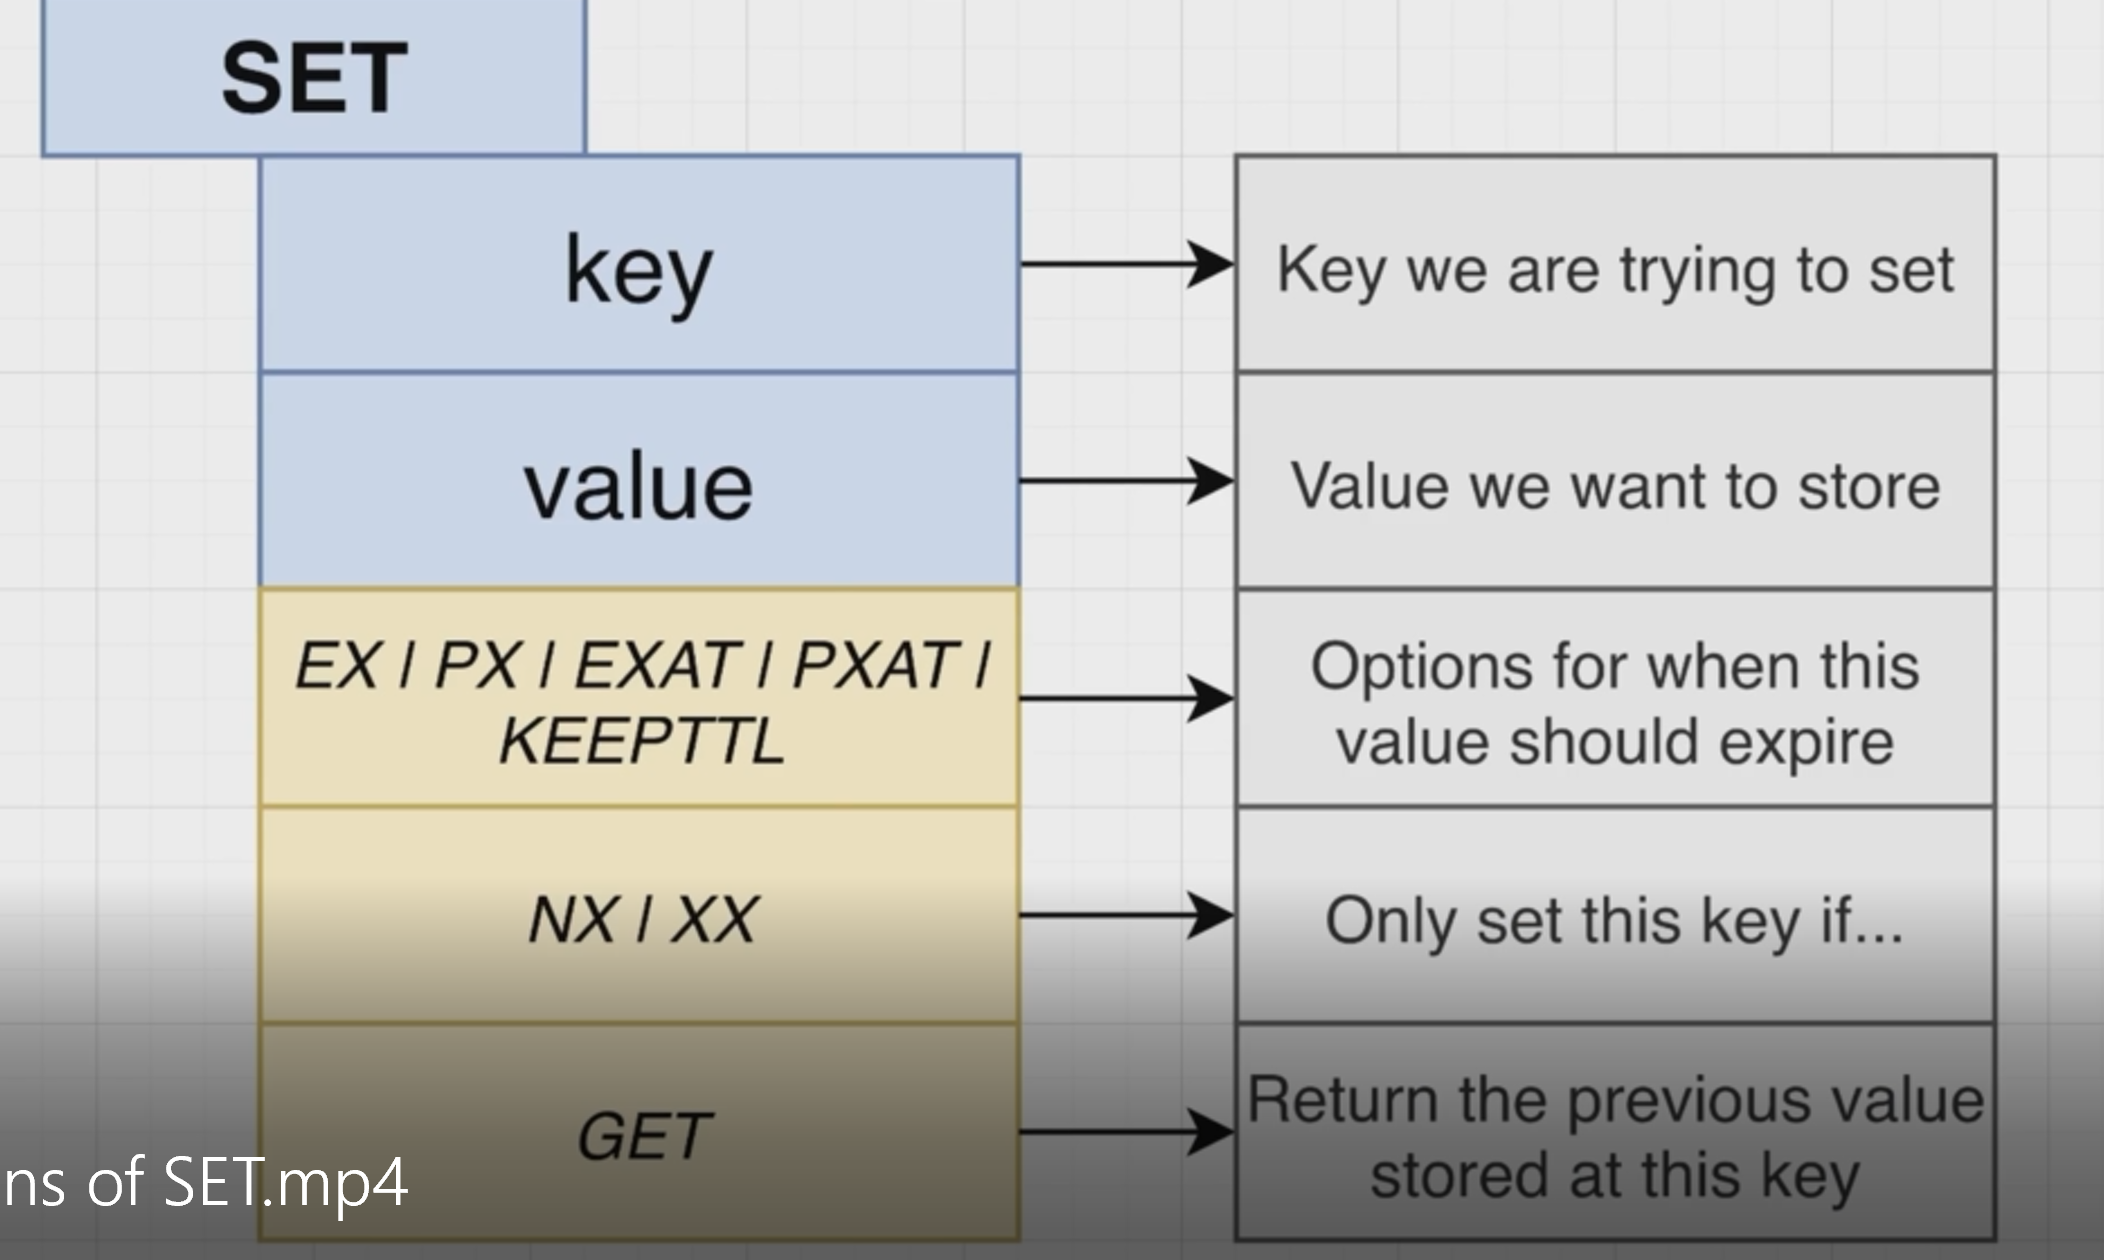 SET
key
Key we are trying to set
value
Value we want to store
EX | PX | EXAT | PXAT |
KEEPTTL
Options for when this
value should expire
NX | XX
Only set this key if...
GET
Return the previous value
stored at this key
ns of SET.mp4